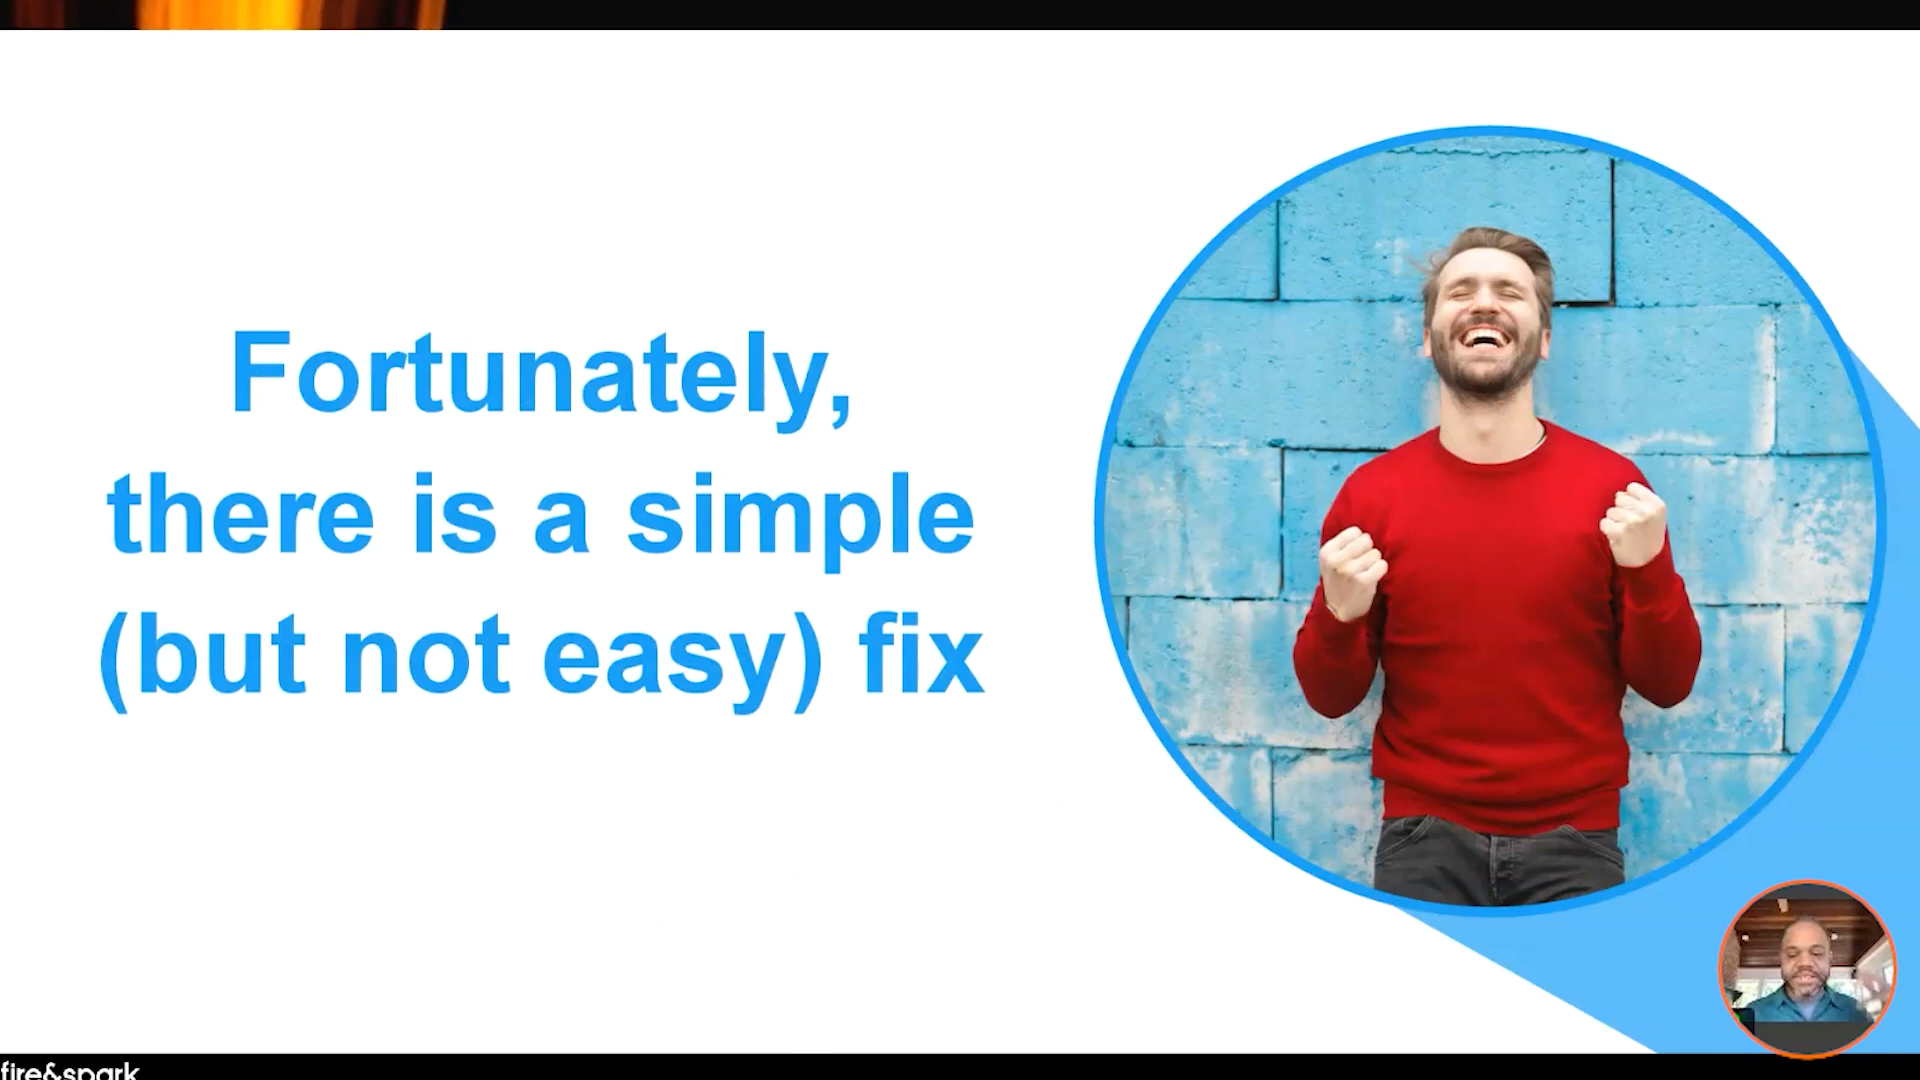 Fortunately,
there is a simple
(but not easy) fix
fire&spark